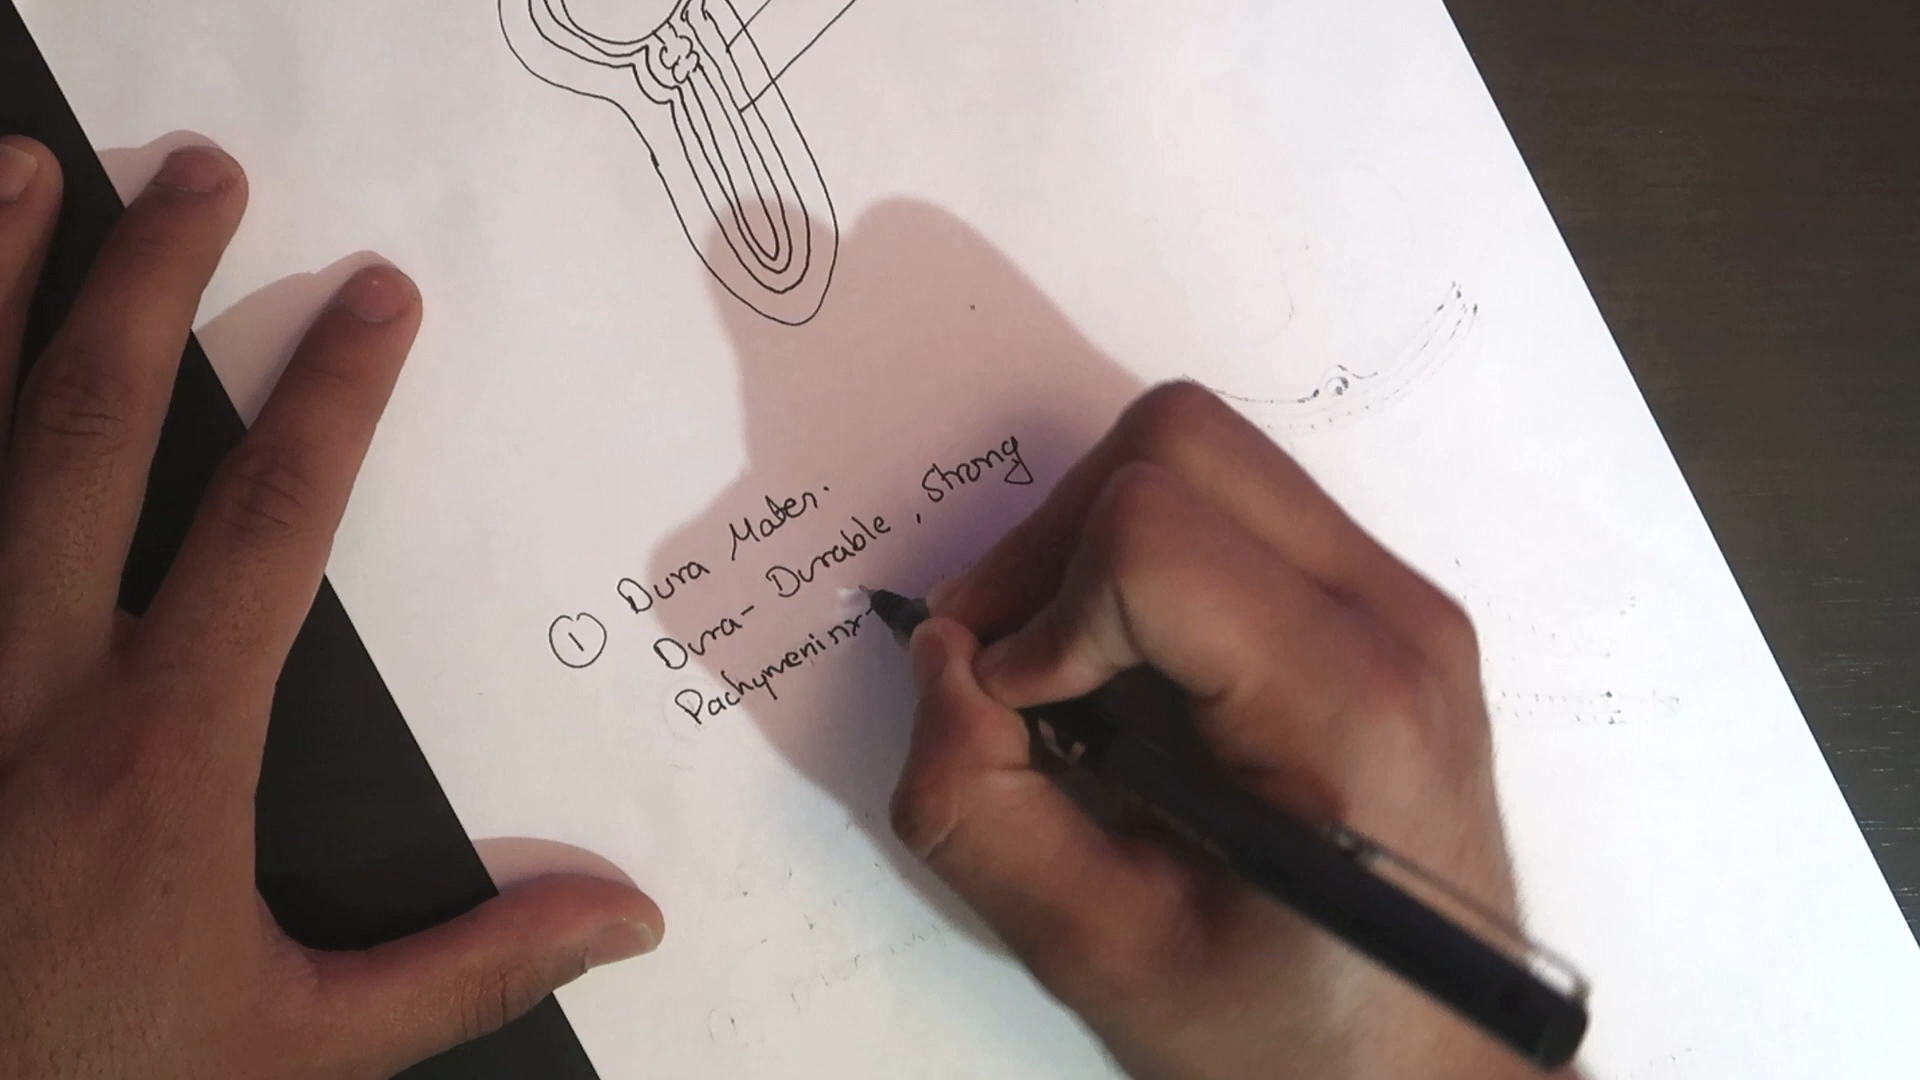 ① Dura Mater.
Dura- Durable, Strong
Pachymeninx-